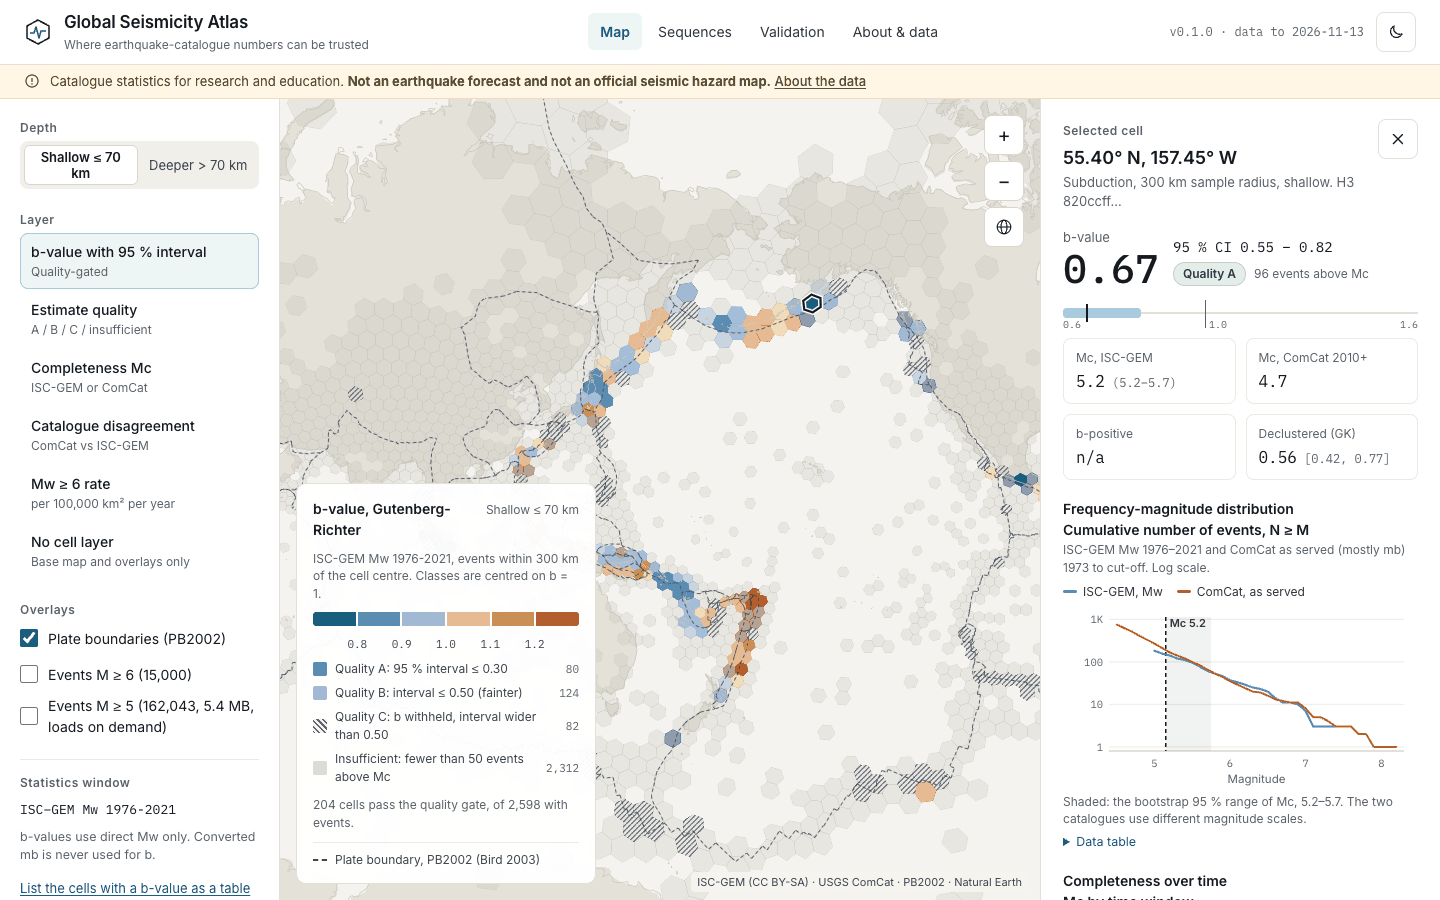 Global Seismicity Atlas
Where earthquake-catalogue numbers can be trusted
Map
Sequences
Validation
About & data
v0.1.0 · data to 2026-11-13
Catalogue statistics for research and education. Not an earthquake forecast and not an official seismic hazard map. About the data
Depth
Shallow ≤ 70
km
Deeper > 70 km
Layer
b-value with 95 % interval
Quality-gated
Estimate quality
A / B / C / insufficient
Completeness Mc
ISC-GEM or ComCat
Catalogue disagreement
ComCat vs ISC-GEM
Mw ≥ 6 rate
per 100,000 km² per year
No cell layer
Base map and overlays only
Overlays
Plate boundaries (PB2002)
Events M ≥ 6 (15,000)
Events M ≥ 5 (162,043, 5.4 MB,
loads on demand)
Statistics window
ISC-GEM Mw 1976-2021
b-values use direct Mw only. Converted
mb is never used for b.
List the cells with a b-value as a table
+
−
b-value, Gutenberg-
Richter
Shallow ≤ 70 km
ISC-GEM Mw 1976-2021, events within 300 km
of the cell centre. Classes are centred on b =
1.
0.8 0.9 1.0 1.1 1.2
Quality A: 95 % interval ≤ 0.30 80
Quality B: interval ≤ 0.50 (fainter) 124
Quality C: b withheld, interval wider
than 0.50
82
Insufficient: fewer than 50 events
above Mc
2,312
204 cells pass the quality gate, of 2,598 with
events.
Plate boundary, PB2002 (Bird 2003)
ISC-GEM (CC BY-SA) · USGS ComCat · PB2002 · Natural Earth
Selected cell
55.40° N, 157.45° W
Subduction, 300 km sample radius, shallow. H3
820ccff…
b-value
0.67
95 % CI 0.55 – 0.82
Quality A
96 events above Mc
0.6 1.0 1.6
Mc, ISC-GEM
5.2 (5.2–5.7)
Mc, ComCat 2010+
4.7
b-positive
n/a
Declustered (GK)
0.56 [0.42, 0.77]
Frequency-magnitude distribution
Cumulative number of events, N ≥ M
ISC-GEM Mw 1976–2021 and ComCat as served (mostly mb)
1973 to cut-off. Log scale.
ISC-GEM, Mw
ComCat, as served
Mc 5.2
1K
100
10
1
5 6 7 8
Magnitude
Shaded: the bootstrap 95 % range of Mc, 5.2–5.7. The two
catalogues use different magnitude scales.
Data table
Completeness over time
Mc by time window